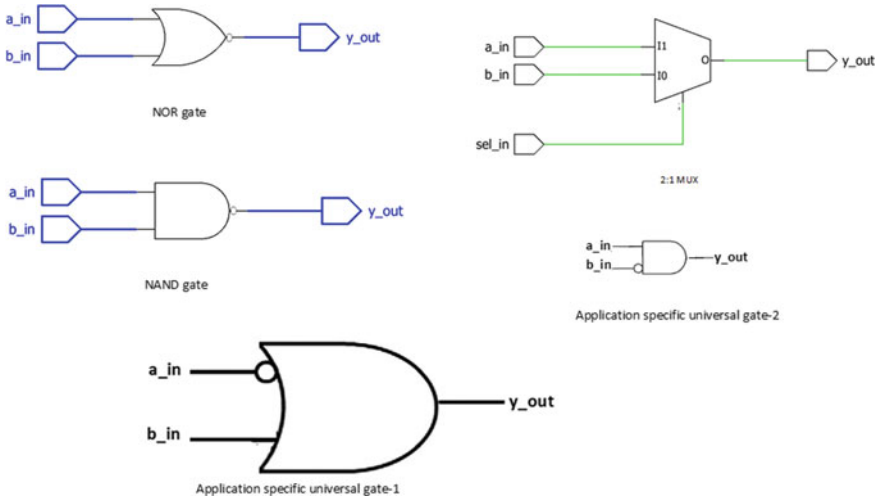 a_in
b_in
y_out
NOR gate
a_in
b_in
sel_in
I1
I0
O
y_out
2:1 MUX
a_in
b_in
y_out
NAND gate
a_in
b_in
y_out
Application specific universal gate-2
a_in
b_in
y_out
Application specific universal gate-1